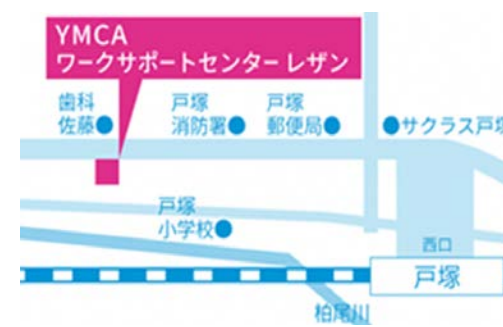 YMCA
ワークサポートセンター レザン
歯科
佐藤
戸塚
消防署
戸塚
郵便局
サクラス戸塚
戸塚
小学校
西口
戸塚
柏尾川